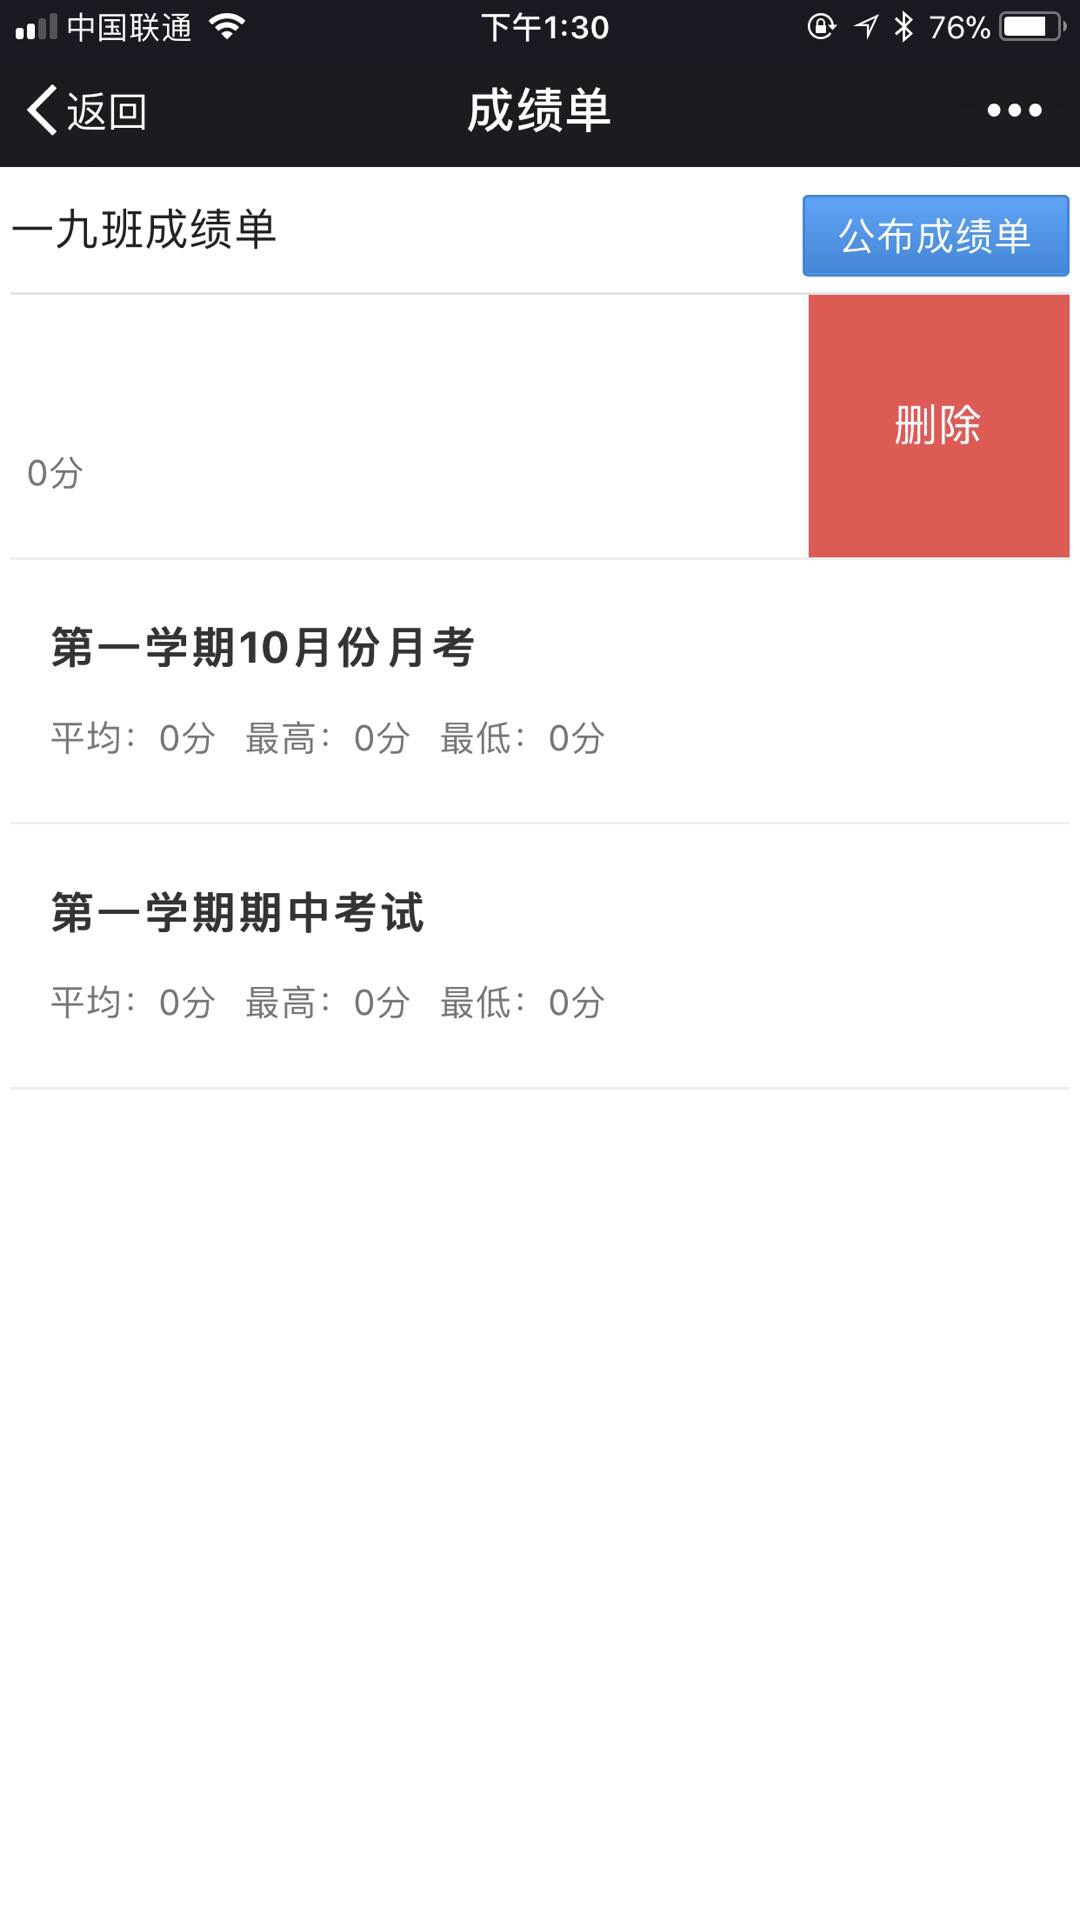 中国联通 下午1:30 76%
返回 成绩单
一九班成绩单 公布成绩单
删除
0分
第一学期10月份月考
平均：0分 最高：0分 最低：0分
第一学期期中考试
平均：0分 最高：0分 最低：0分